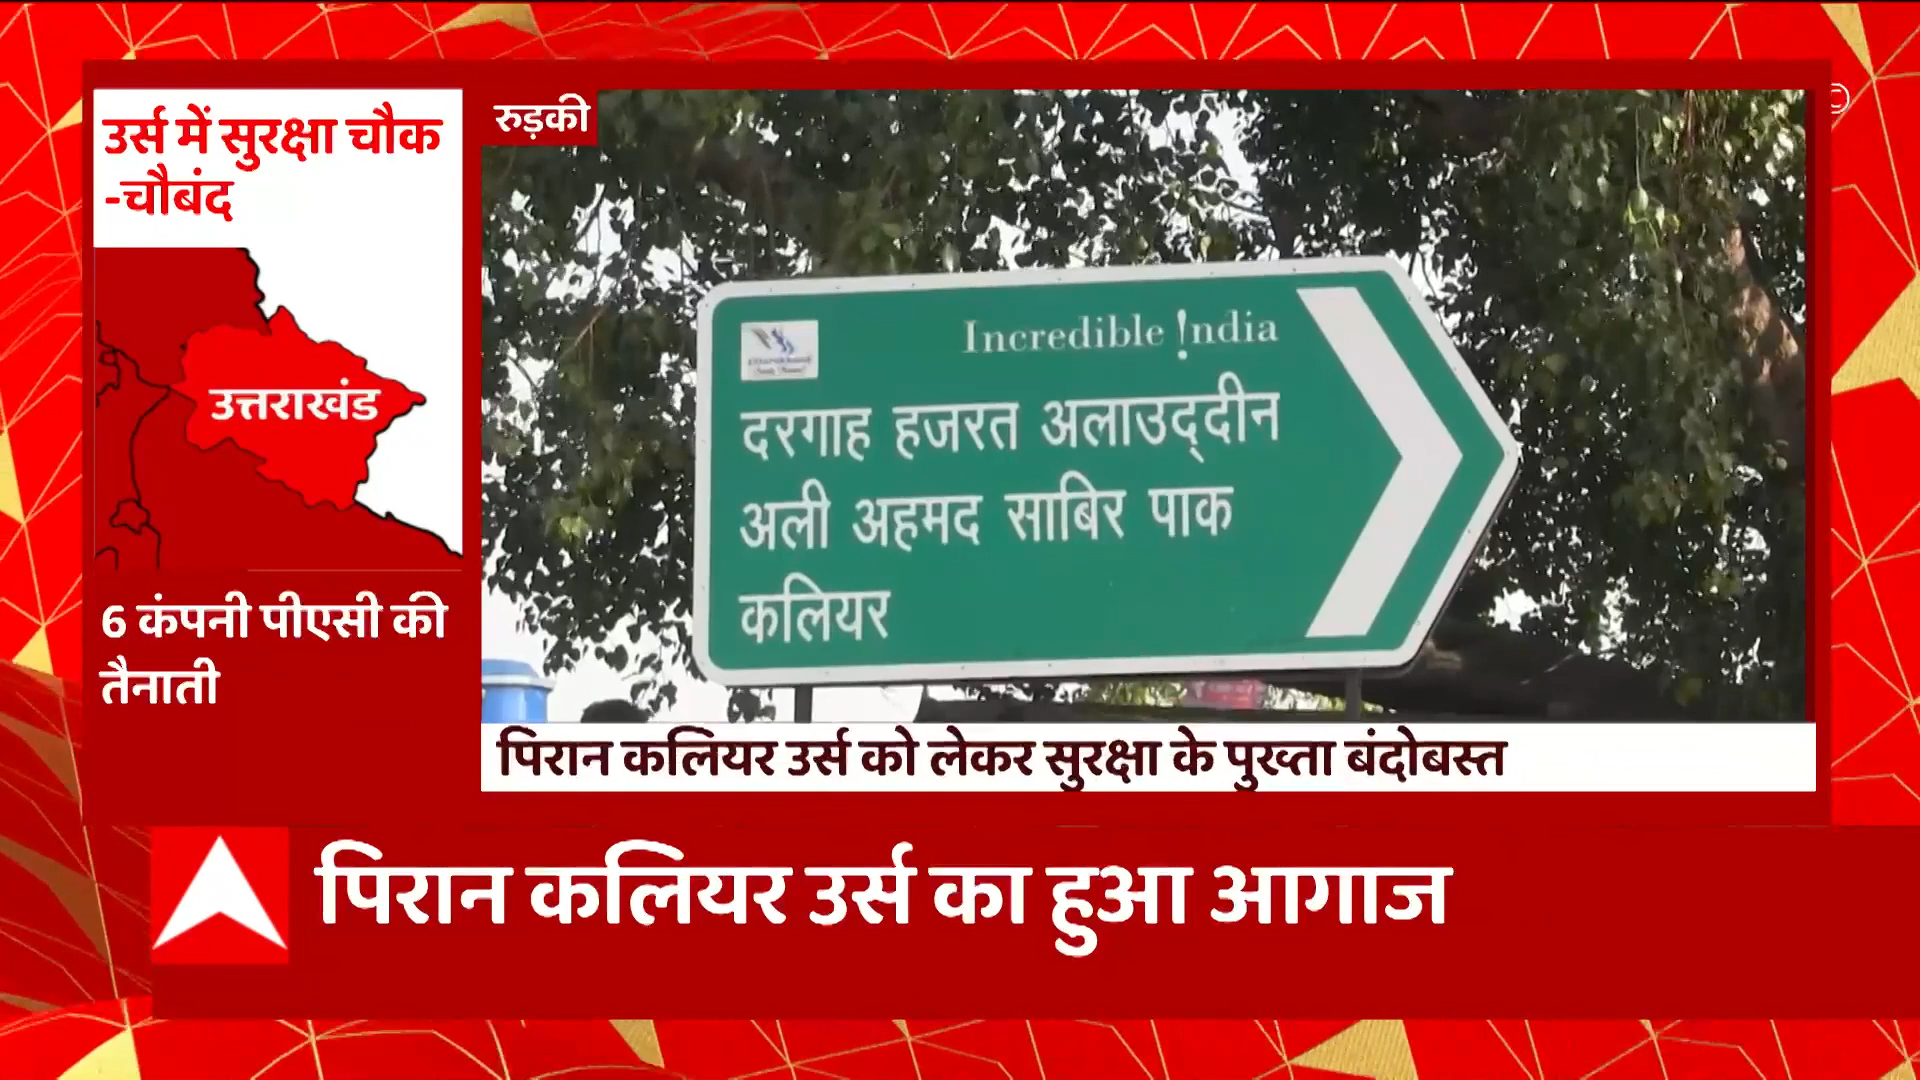 उर्स में सुरक्षा चौक
-चौबंद
उत्तराखंड
6 कंपनी पीएसी की
तैनाती
रुड़की
Incredible !ndia
दरगाह हजरत अलाउद्दीन
अली अहमद साबिर पाक
कलियर
पिरान कलियर उर्स को लेकर सुरक्षा के पुख्ता बंदोबस्त
पिरान कलियर उर्स का हुआ आगाज